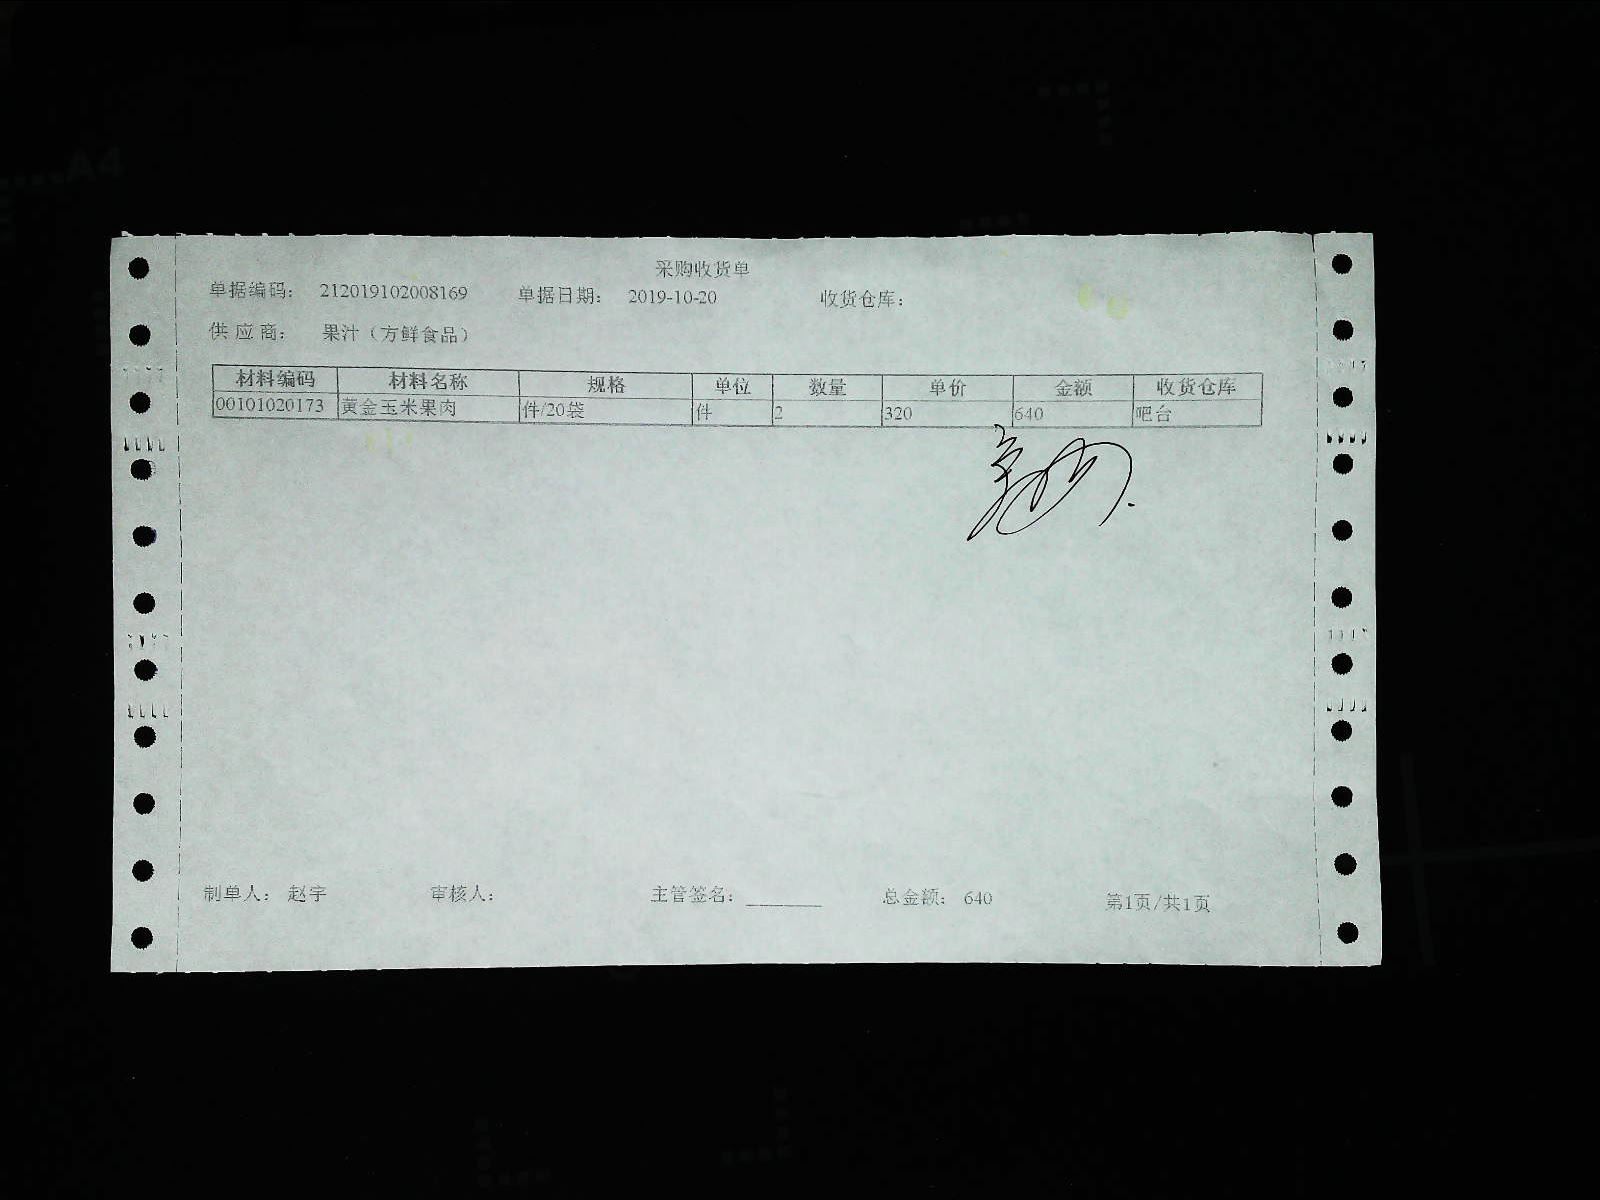 采购收货单
单据编码： 212019102008169 单据日期： 2019-10-20 收货仓库：
供 应 商： 果汁（方鲜食品）
材料编码 材料名称 规格 单位 数量 单价 金额 收货仓库
00101020173 黄金玉米果肉 件/20袋 件 2 320 640 吧台
制单人： 赵宇 审核人： 主管签名： 总金额： 640 第1页/共1页
A4